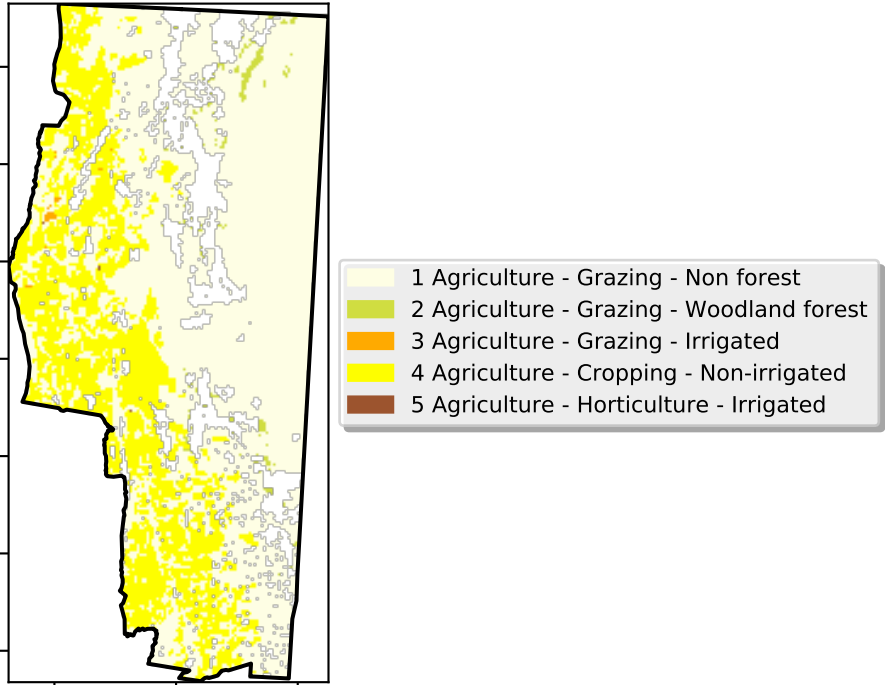 1 Agriculture - Grazing - Non forest
2 Agriculture - Grazing - Woodland forest
3 Agriculture - Grazing - Irrigated
4 Agriculture - Cropping - Non-irrigated
5 Agriculture - Horticulture - Irrigated